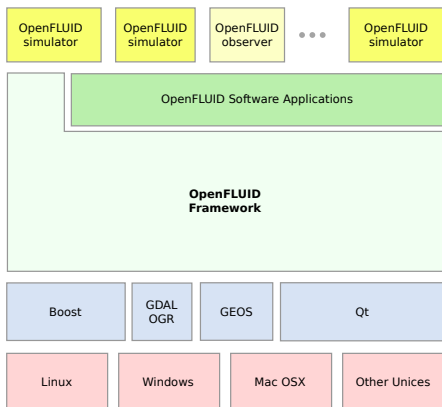 OpenFLUID
simulator
OpenFLUID
simulator
OpenFLUID
observer
OpenFLUID
simulator
OpenFLUID Software Applications
OpenFLUID
Framework
Boost
GDAL
OGR
GEOS
Qt
Linux
Windows
Mac OSX
Other Unices